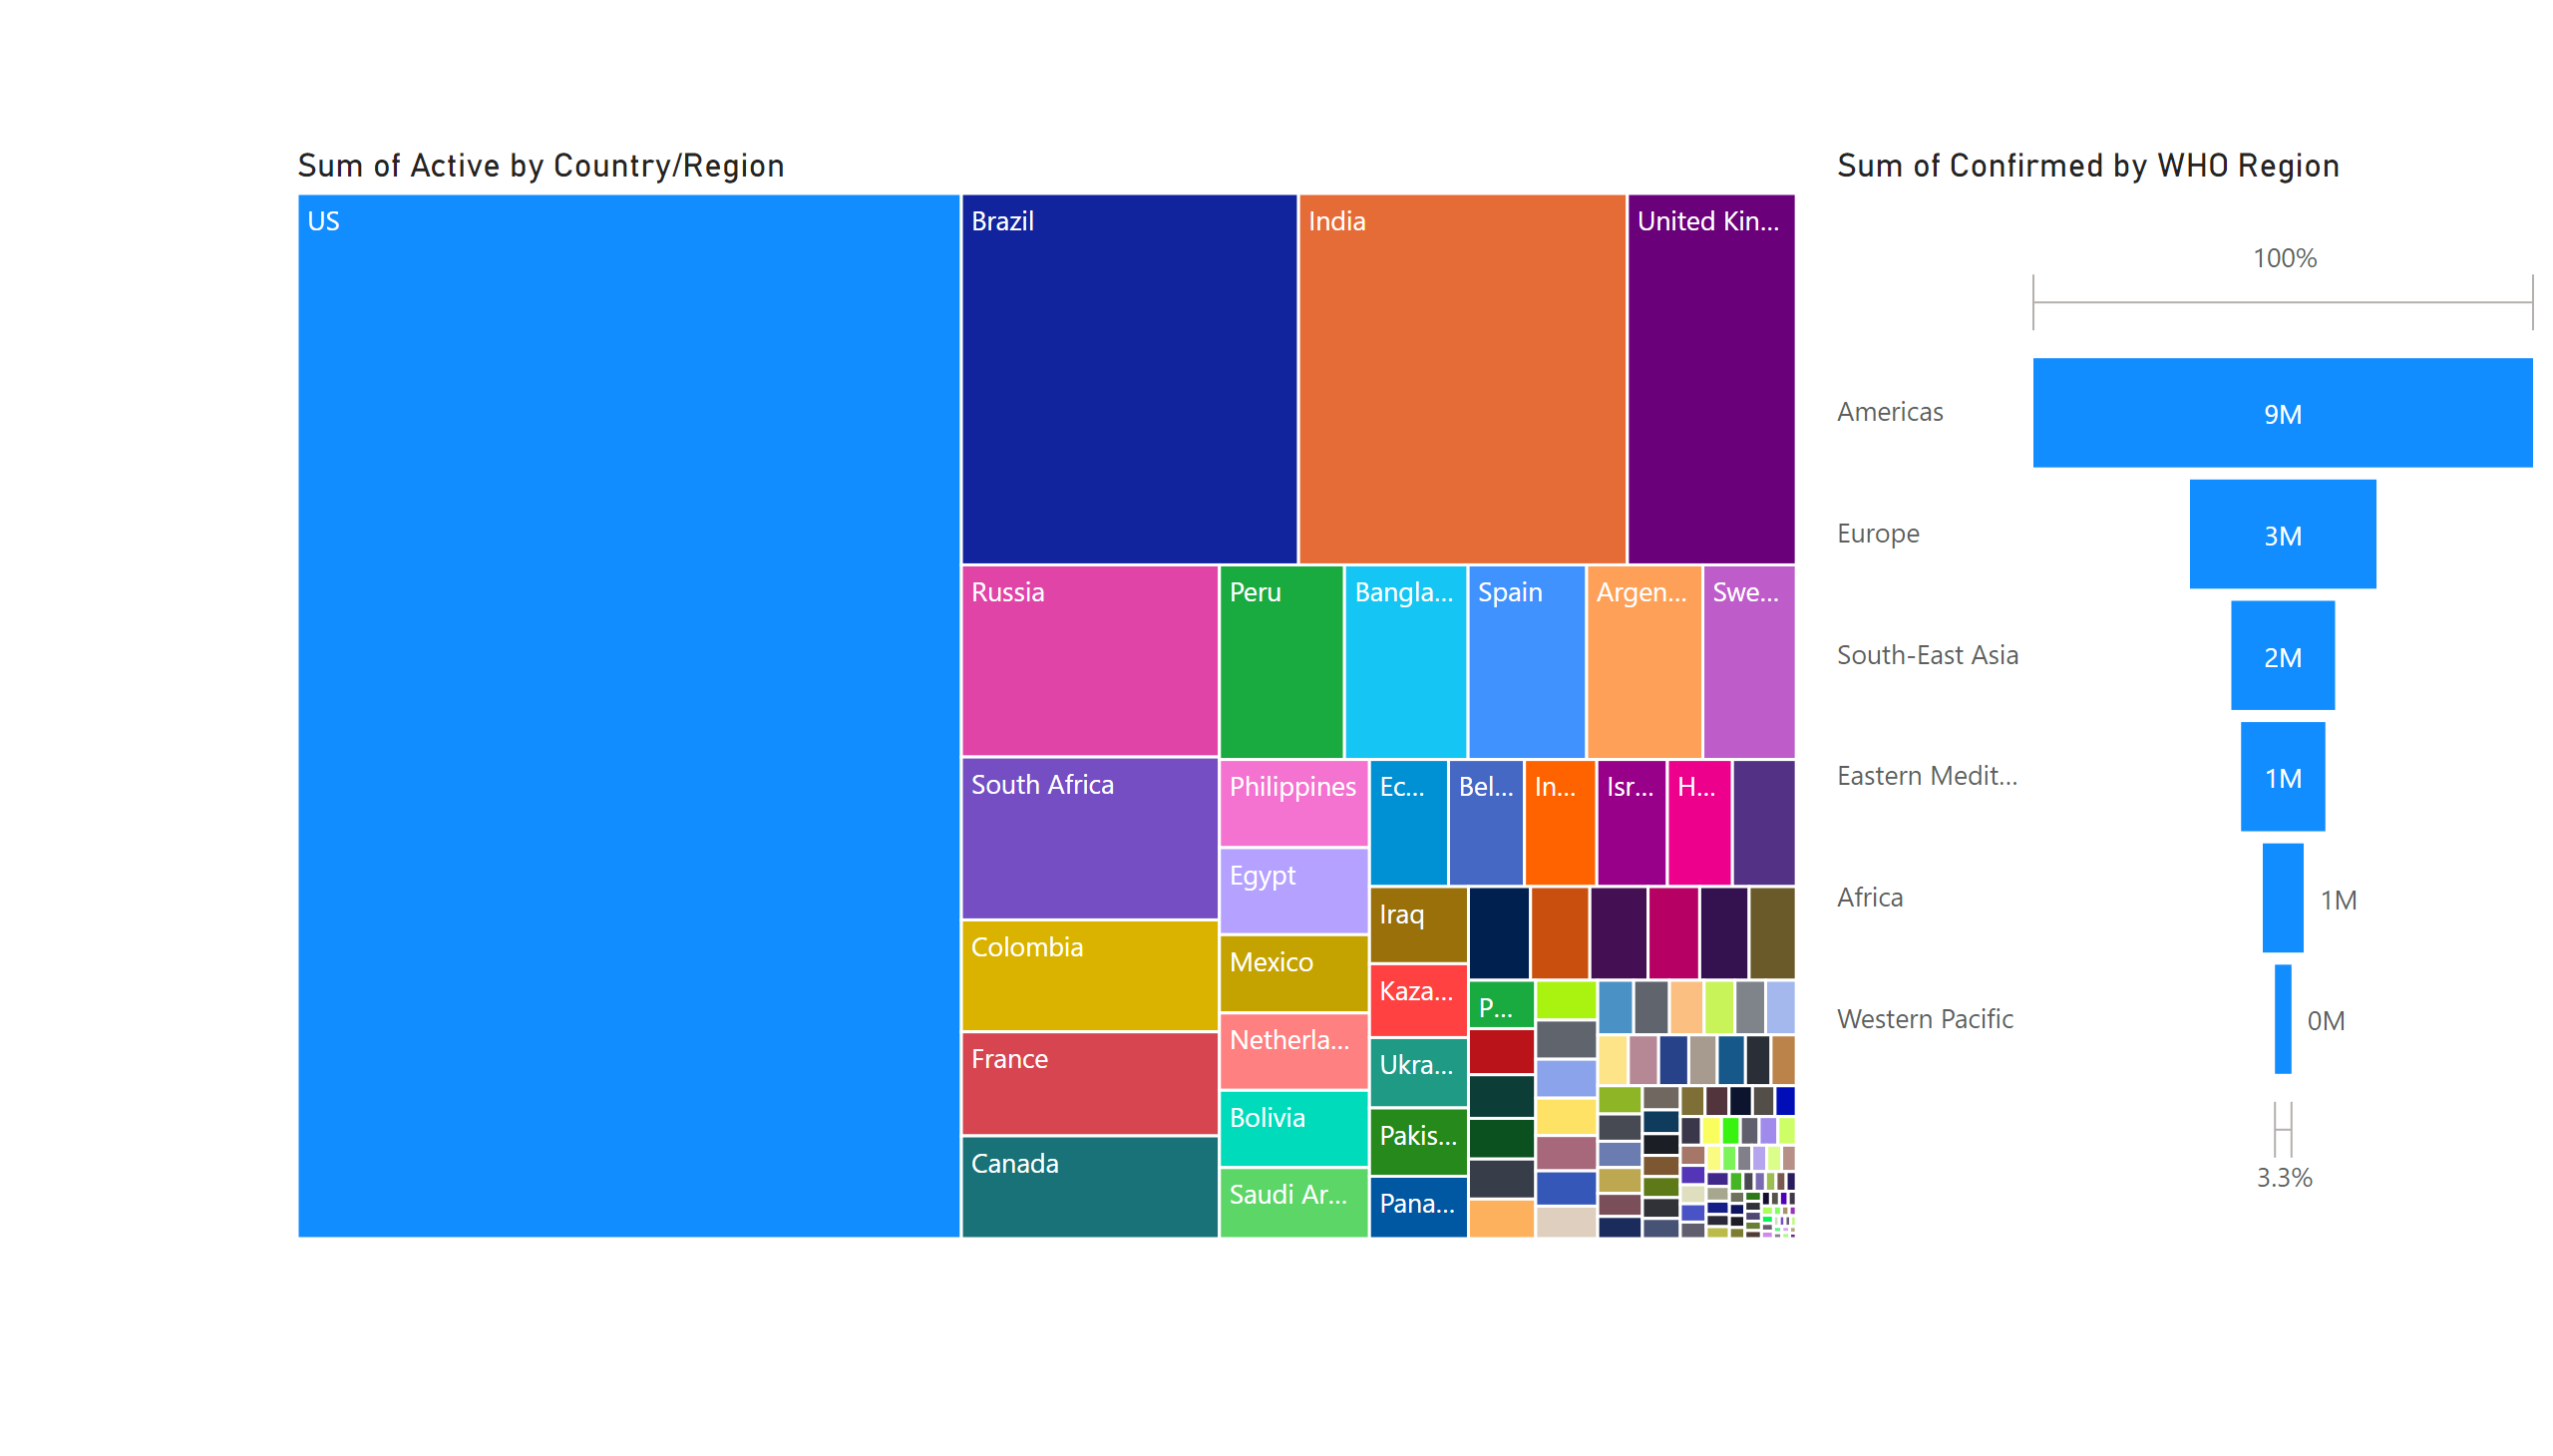 Sum of Active by Country/Region
US
Brazil
India
United Kin...
Russia
Peru
Bangla...
Spain
Argen...
Swe...
South Africa
Philippines
Ec...
Bel...
In...
Isr...
H...
Egypt
Iraq
Colombia
Mexico
Kaza...
P...
France
Netherla...
Ukra...
Bolivia
Pakis...
Canada
Saudi Ar...
Pana...
Sum of Confirmed by WHO Region
100%
Americas
9M
Europe
3M
South-East Asia
2M
Eastern Medit...
1M
Africa
1M
Western Pacific
0M
3.3%